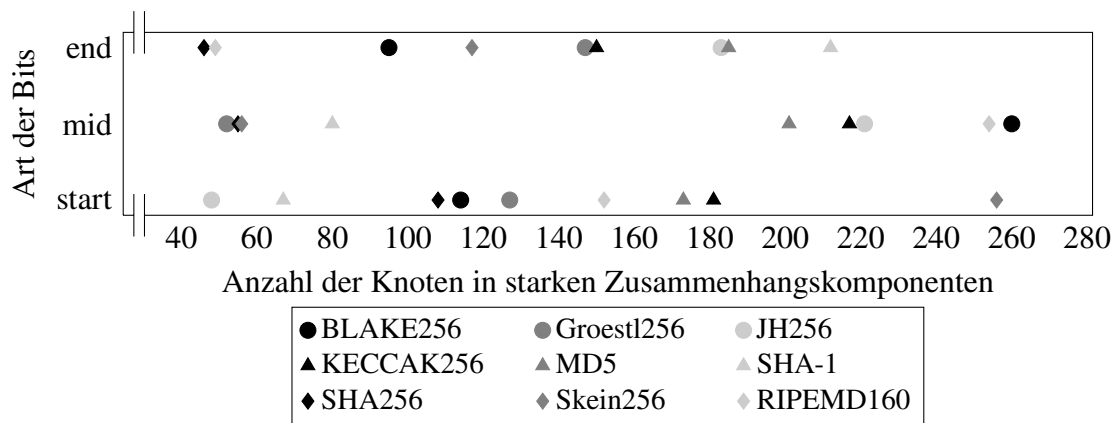 Art der Bits
end
mid
start
40 60 80 100 120 140 160 180 200 220 240 260 280
Anzahl der Knoten in starken Zusammenhangskomponenten
BLAKE256 Groestl256 JH256
KECCAK256 MD5 SHA-1
SHA256 Skein256 RIPEMD160